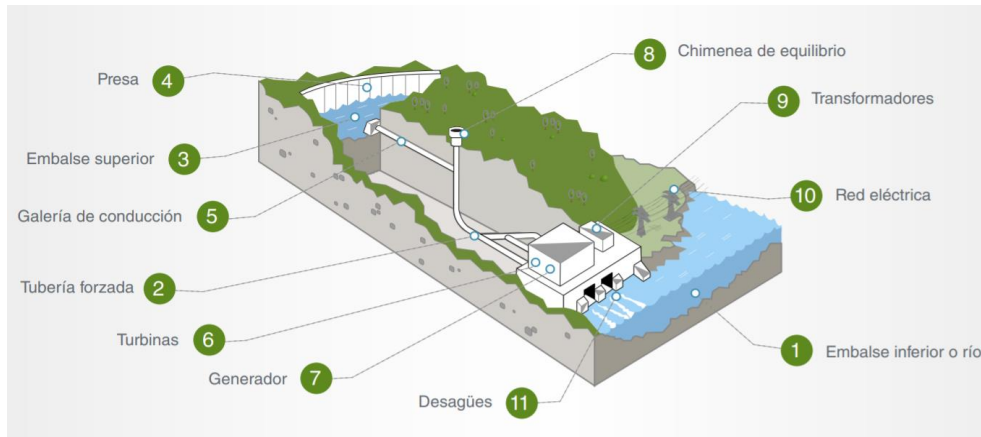 8 Chimenea de equilibrio
Presa 4
9 Transformadores
Embalse superior 3
10 Red eléctrica
Galería de conducción 5
Tubería forzada 2
Turbinas 6
1 Embalse inferior o río
Generador 7
Desagües 11